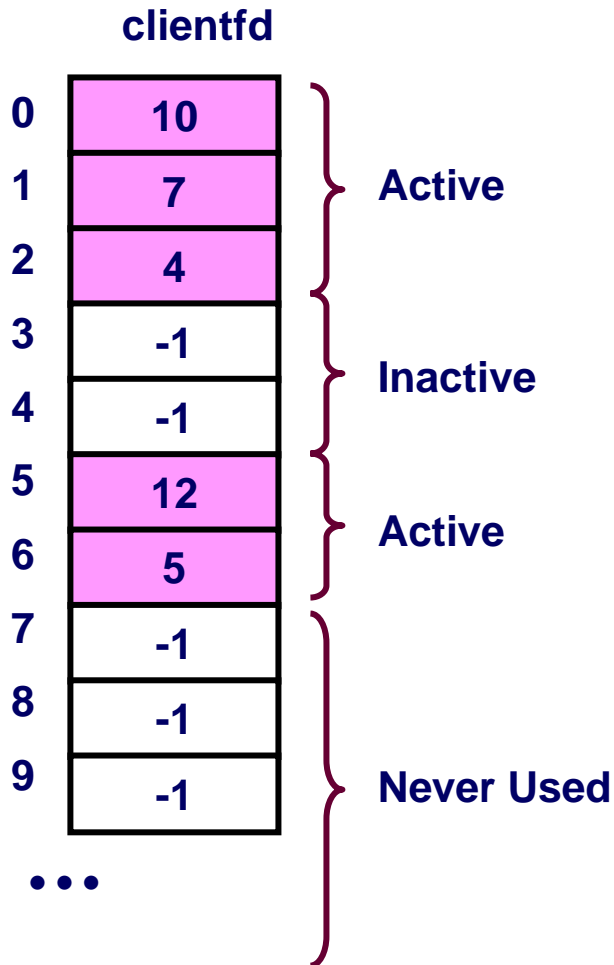 clientfd
0 10
1 7 Active
2 4
3 -1
4 -1 Inactive
5 12
6 5 Active
7 -1
8 -1
9 -1 Never Used
•••